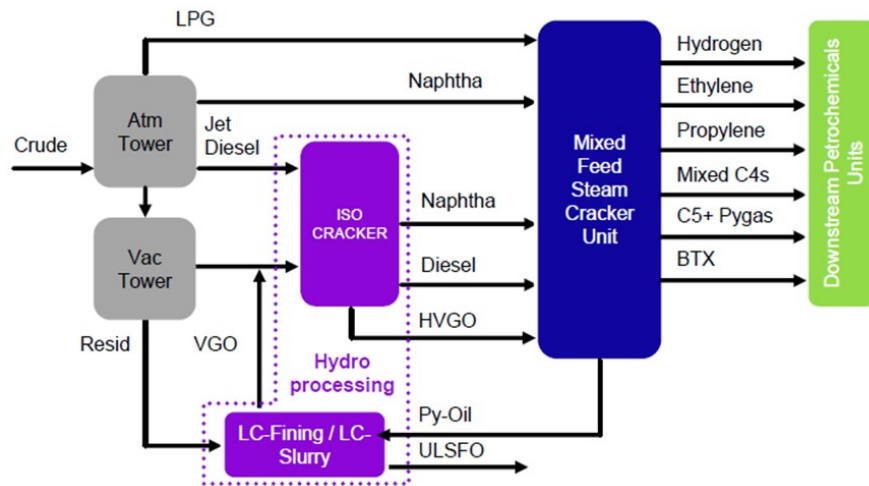 LPG
Naphtha
Crude
Atm
Tower
Jet
Diesel
ISO
CRACKER
Naphtha
Diesel
HVGO
Vac
Tower
Resid
VGO
Hydro
processing
LC-Fining / LC-
Slurry
Py-Oil
ULSFO
Mixed
Feed
Steam
Cracker
Unit
Hydrogen
Ethylene
Propylene
Mixed C4s
C5+ Pygas
BTX
Downstream Petrochemicals
Units